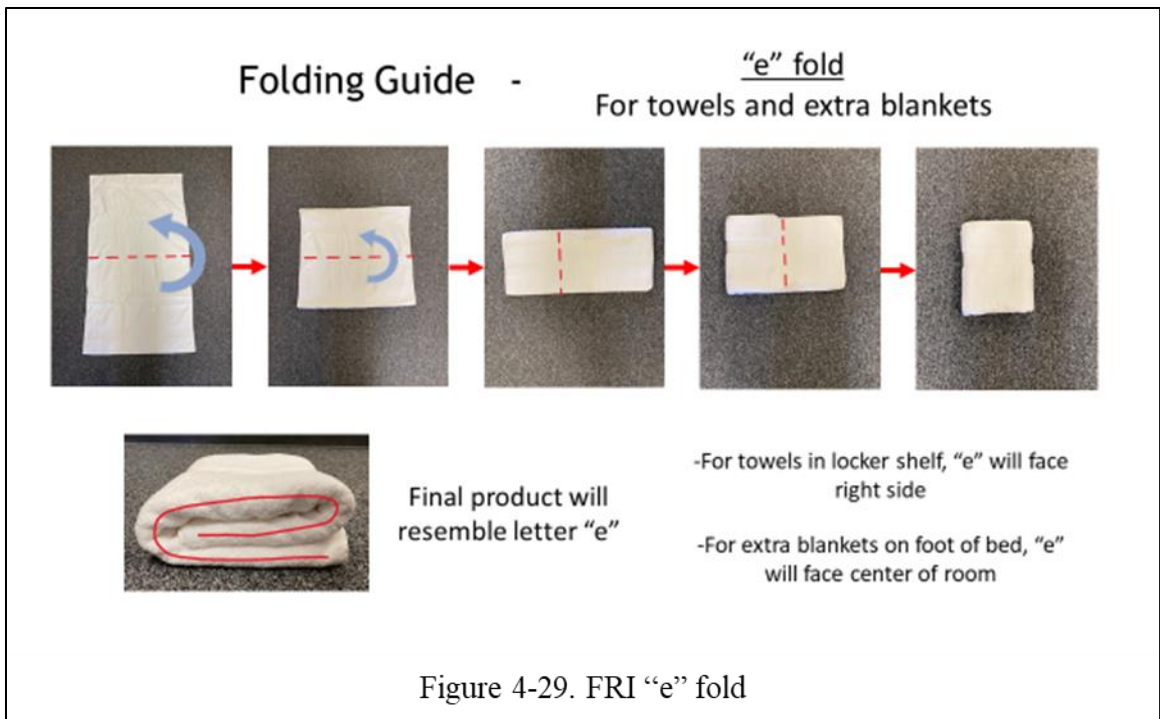 Folding Guide -
"e" fold
For towels and extra blankets
Final product will
resemble letter "e"
-For towels in locker shelf, "e" will face
right side
-For extra blankets on foot of bed, "e"
will face center of room
Figure 4-29. FRI “e” fold